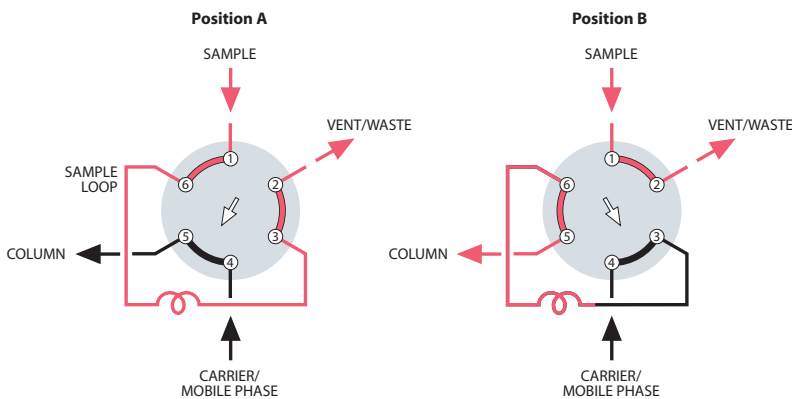 Position A
SAMPLE
VENT/WASTE
1
2
6
SAMPLE
LOOP
5
3
4
COLUMN
CARRIER/
MOBILE PHASE
Position B
SAMPLE
VENT/WASTE
1
2
6
5
3
4
COLUMN
CARRIER/
MOBILE PHASE